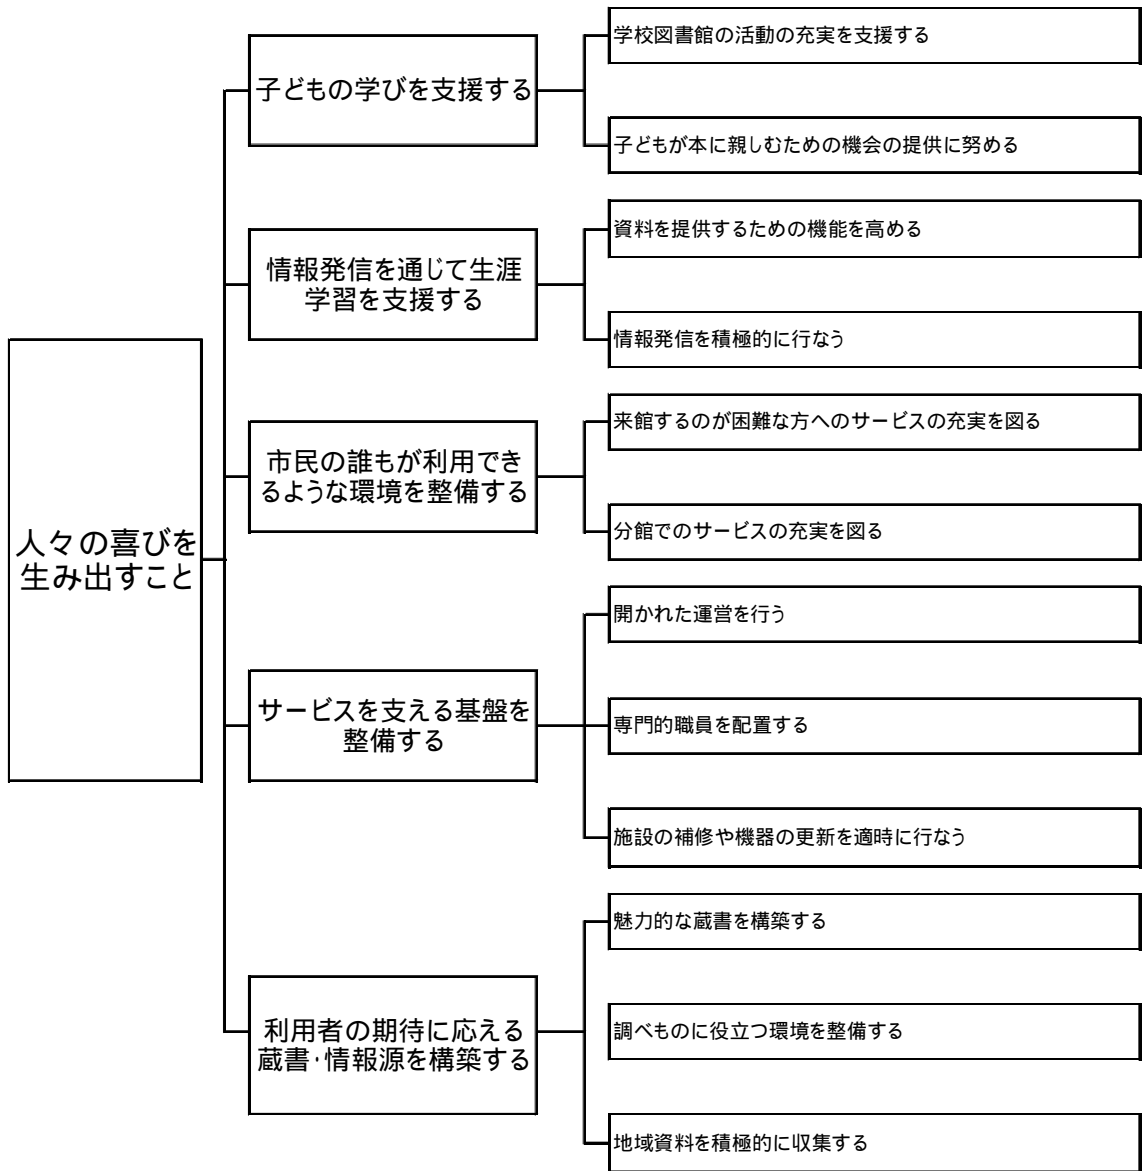 人々の喜びを
生み出すこと
子どもの学びを支援する
学校図書館の活動の充実を支援する
子どもが本に親しむための機会の提供に努める
情報発信を通じて生涯
学習を支援する
資料を提供するための機能を高める
情報発信を積極的に行なう
市民の誰もが利用でき
るような環境を整備する
来館するのが困難な方へのサービスの充実を図る
分館でのサービスの充実を図る
サービスを支える基盤を
整備する
開かれた運営を行う
専門的職員を配置する
施設の補修や機器の更新を適時に行なう
利用者の期待に応える
蔵書・情報源を構築する
魅力的な蔵書を構築する
調べものに役立つ環境を整備する
地域資料を積極的に収集する